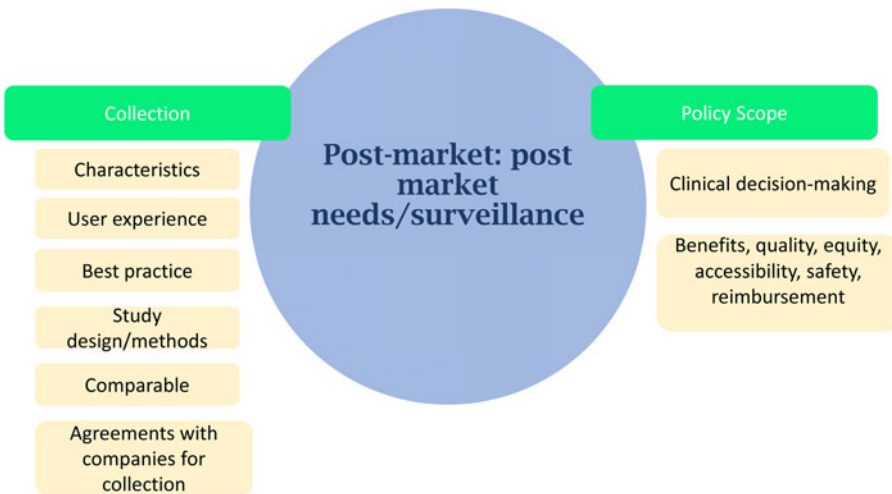 Collection
Characteristics
User experience
Best practice
Study
design/methods
Comparable
Agreements with
companies for
collection
Post-market: post
market
needs/surveillance
Policy Scope
Clinical decision-making
Benefits, quality, equity,
accessibility, safety,
reimbursement